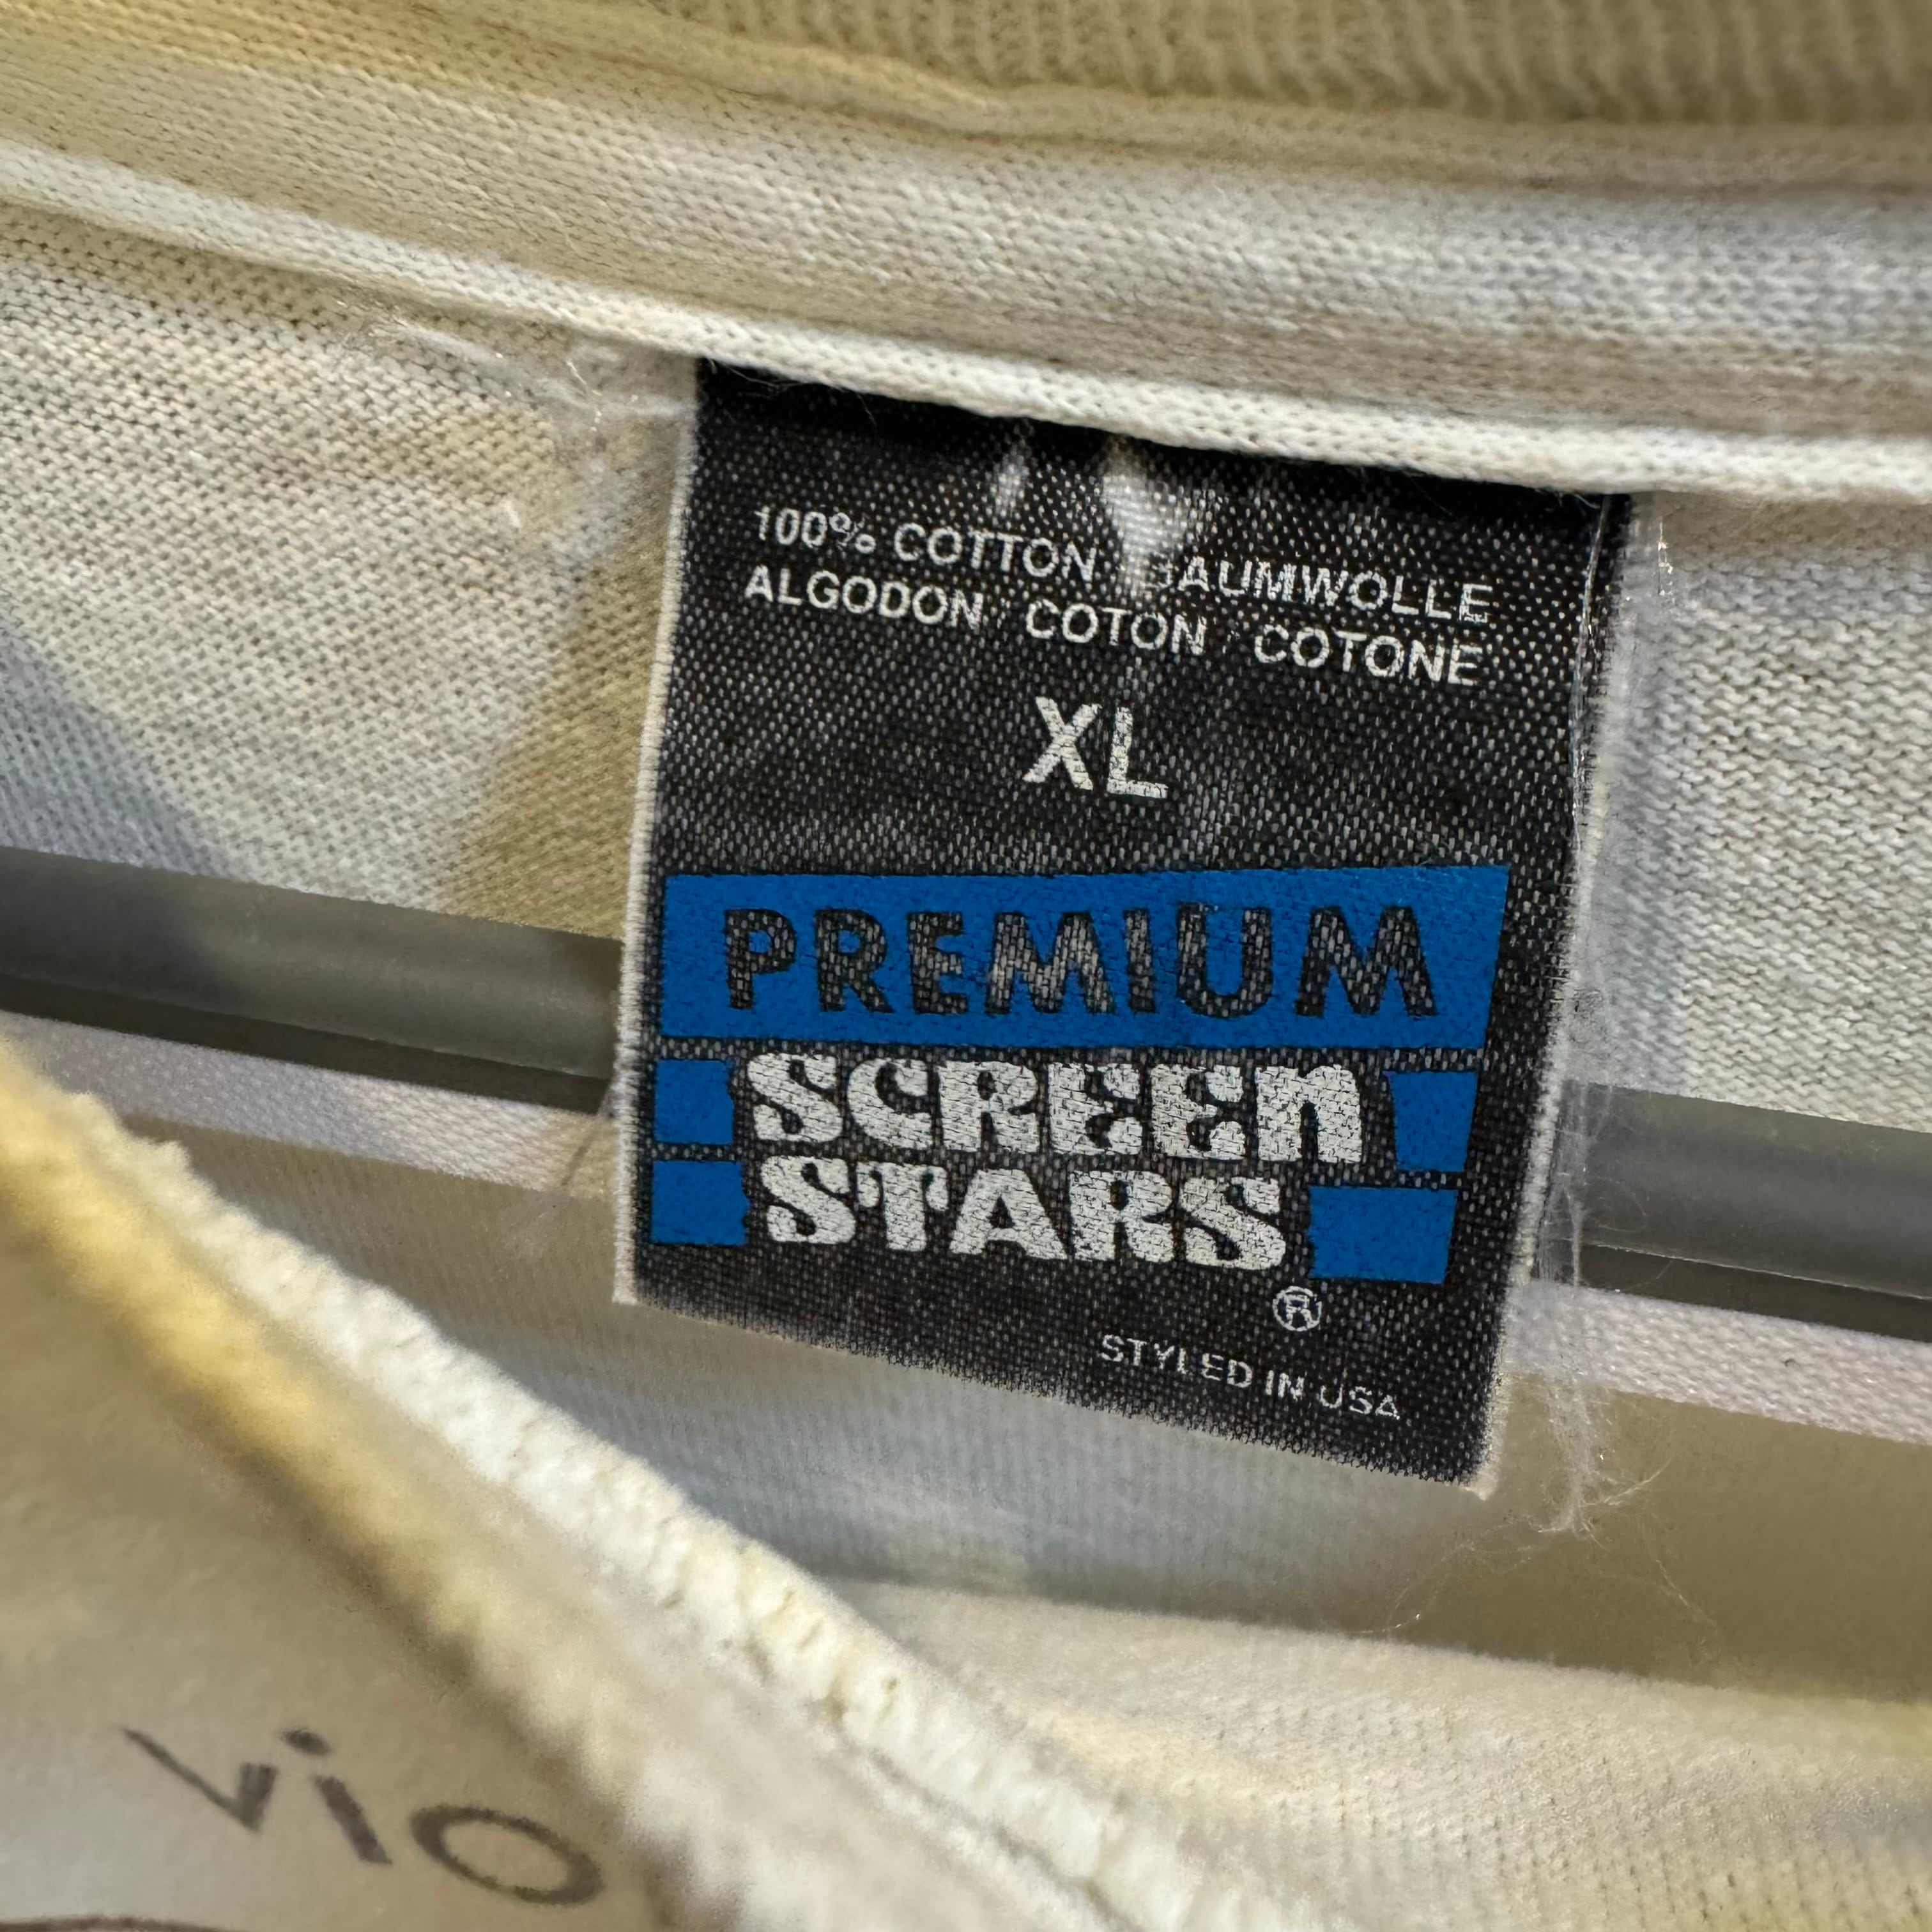 100% COTTON BAUMWOLLE
ALGODON COTON COTONE
XL
PREMIUM
SCREEN
STARS
®
STYLED IN USA
vio